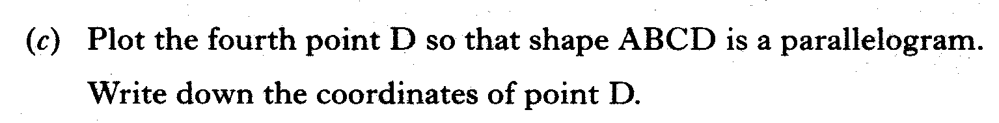 (c) Plot the fourth point D so that shape ABCD is a parallelogram.
Write down the coordinates of point D.